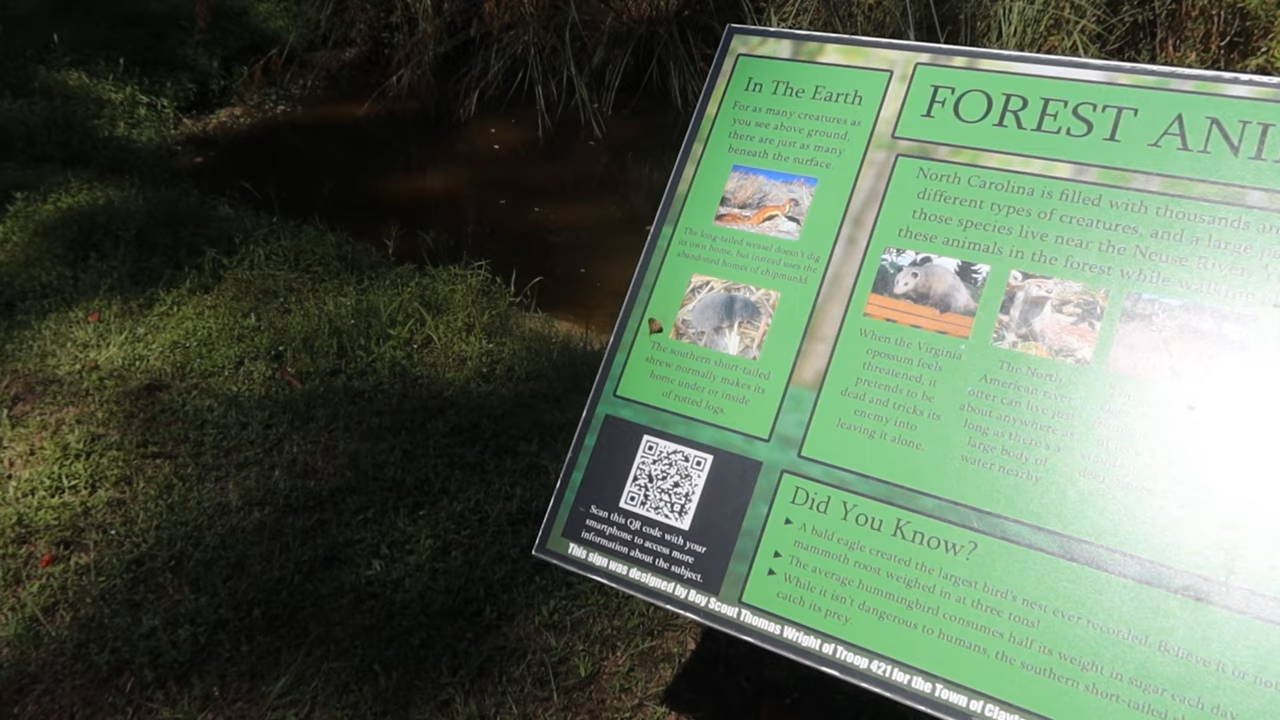 In The Earth
For as many creatures as
you see above ground,
there are just as many
beneath the surface.
The long-tailed weasel doesn't dig
its own home, but instead uses the
abandoned homes of chipmunks.
The southern short-tailed
shrew normally makes its
home under or inside
of rotted logs.
Scan this QR code with your
smartphone to access more
information about the subject.
FOREST ANI
North Carolina is filled with thousands an
different types of creatures, and a large
those species live near the Neuse River.
these animals in the forest while walking
When the Virginia
opossum feels
threatened, it
pretends to be
dead and tricks its
enemy into
leaving it alone.
The North
American river
otter can live just
about anywhere as
long as there's a
large body of
water nearby
Did You Know?
▶ A bald eagle created the largest bird's nest ever recorded. Believe it or not
mammoth roost weighed in at three tons!
▶ The average hummingbird consumes half its weight in sugar each day.
▶ While it isn't dangerous to humans, the southern short-tailed
catch its prey.
This sign was designed by Boy Scout Thomas Wright of Troop 421 for the Town of Clay